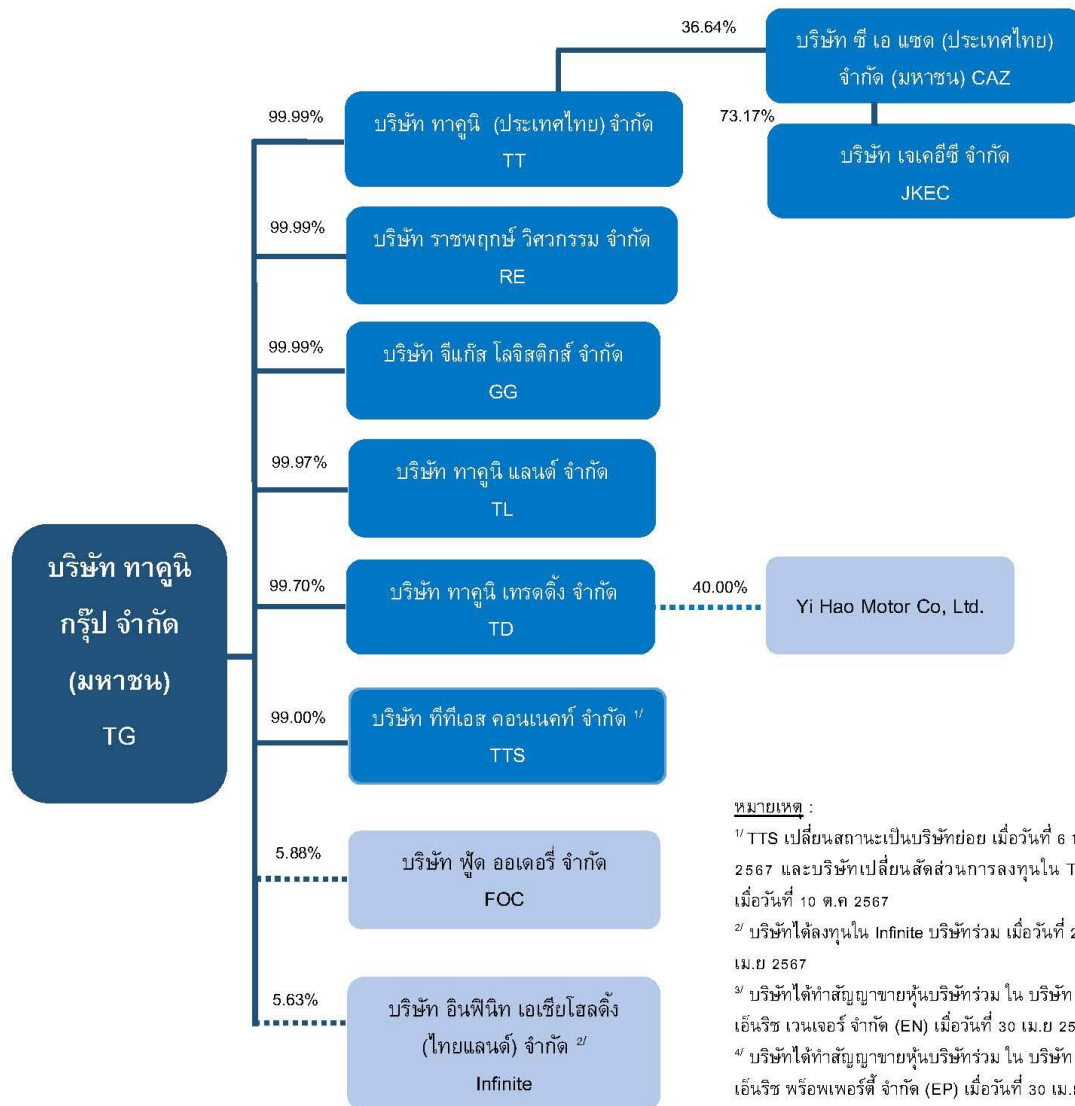 36.64%
บริษัท ซี เอ แซด (ประเทศไทย)
จำกัด (มหาชน) CAZ
99.99%
บริษัท ทาคูนิ (ประเทศไทย) จำกัด
TT
73.17%
บริษัท เจเคอีซี จำกัด
JKEC
99.99%
บริษัท ราชพฤกษ์ วิศวกรรม จำกัด
RE
99.99%
บริษัท จีแก๊ส โลจิสติกส์ จำกัด
GG
99.97%
บริษัท ทาคูนิ แลนด์ จำกัด
TL
บริษัท ทาคูนิ
กรุ๊ป จำกัด
(มหาชน)
TG
99.70%
บริษัท ทาคูนิ เทรดดิ้ง จำกัด
TD
40.00%
Yi Hao Motor Co, Ltd.
99.00%
บริษัท ทีทีเอส คอนเนคท์ จำกัด 1/
TTS
5.88%
บริษัท ฟู้ด ออเดอรี่ จำกัด
FOC
5.63%
บริษัท อินฟินิท เอเชียโฮลดิ้ง
(ไทยแลนด์) จำกัด 2/
Infinite
หมายเหตุ :
1/ TTS เปลี่ยนสถานะเป็นบริษัทย่อย เมื่อวันที่ 6
2567 และบริษัทเปลี่ยนสัดส่วนการลงทุนใน
เมื่อวันที่ 10 ต.ค 2567
2/ บริษัทได้ลงทุนใน Infinite บริษัทร่วม เมื่อวันที่
เม.ย 2567
3/ บริษัทได้ทำสัญญาขายหุ้นบริษัทร่วม ใน บริษัท
เอ็นริช เวนเจอร์ จำกัด (EN) เมื่อวันที่ 30 เม.ย
4/ บริษัทได้ทำสัญญาขายหุ้นบริษัทร่วม ใน บริษัท
เอ็นริช พร็อพเพอร์ตี้ จำกัด (EP) เมื่อวันที่ 30